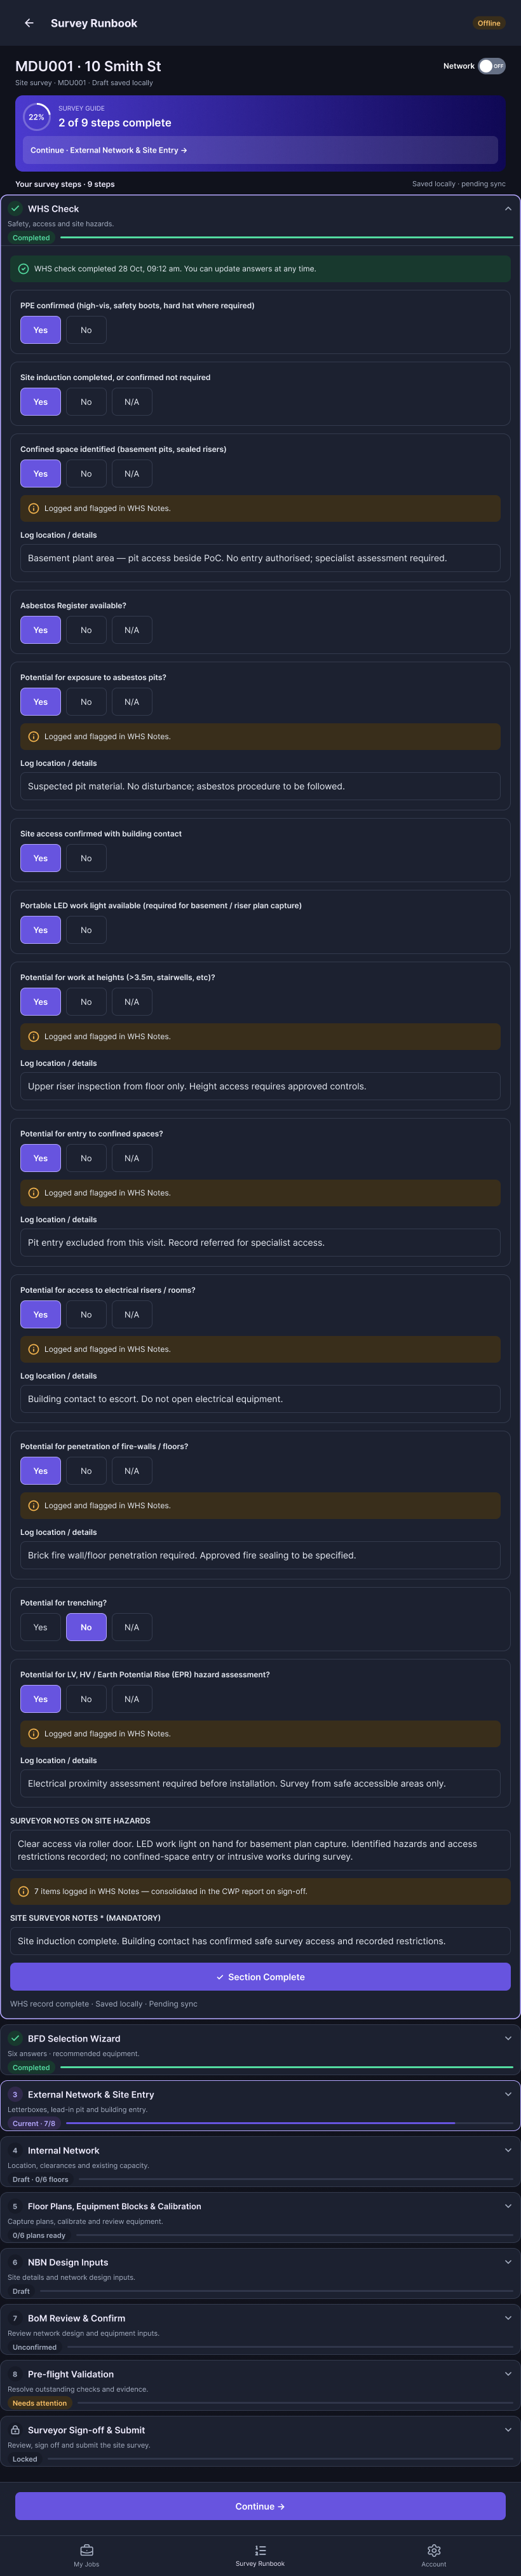 Survey Runbook
Offline
MDU001 · 10 Smith St
Network
OFF
Site survey · MDU001 · Draft saved locally
22%
SURVEY GUIDE
2 of 9 steps complete
Continue · External Network & Site Entry →
Your survey steps · 9 steps
Saved locally · pending sync
WHS Check
Safety, access and site hazards.
Completed
WHS check completed 28 Oct, 09:12 am. You can update answers at any time.
PPE confirmed (high-vis, safety boots, hard hat where required)
Yes
No
Site induction completed, or confirmed not required
Yes
No
N/A
Confined space identified (basement pits, sealed risers)
Yes
No
N/A
Logged and flagged in WHS Notes.
Log location / details
Basement plant area — pit access beside PoC. No entry authorised; specialist assessment required.
Asbestos Register available?
Yes
No
N/A
Potential for exposure to asbestos pits?
Yes
No
N/A
Logged and flagged in WHS Notes.
Log location / details
Suspected pit material. No disturbance; asbestos procedure to be followed.
Site access confirmed with building contact
Yes
No
Portable LED work light available (required for basement / riser plan capture)
Yes
No
Potential for work at heights (>3.5m, stairwells, etc)?
Yes
No
N/A
Logged and flagged in WHS Notes.
Log location / details
Upper riser inspection from floor only. Height access requires approved controls.
Potential for entry to confined spaces?
Yes
No
N/A
Logged and flagged in WHS Notes.
Log location / details
Pit entry excluded from this visit. Record referred for specialist access.
Potential for access to electrical risers / rooms?
Yes
No
N/A
Logged and flagged in WHS Notes.
Log location / details
Building contact to escort. Do not open electrical equipment.
Potential for penetration of fire-walls / floors?
Yes
No
N/A
Logged and flagged in WHS Notes.
Log location / details
Brick fire wall/floor penetration required. Approved fire sealing to be specified.
Potential for trenching?
Yes
No
N/A
Potential for LV, HV / Earth Potential Rise (EPR) hazard assessment?
Yes
No
N/A
Logged and flagged in WHS Notes.
Log location / details
Electrical proximity assessment required before installation. Survey from safe accessible areas only.
SURVEYOR NOTES ON SITE HAZARDS
Clear access via roller door. LED work light on hand for basement plan capture. Identified hazards and access
restrictions recorded; no confined-space entry or intrusive works during survey.
7 items logged in WHS Notes — consolidated in the CWP report on sign-off.
SITE SURVEYOR NOTES * (MANDATORY)
Site induction complete. Building contact has confirmed safe survey access and recorded restrictions.
✓ Section Complete
WHS record complete · Saved locally · Pending sync
BFD Selection Wizard
Six answers · recommended equipment.
Completed
3
External Network & Site Entry
Letterboxes, lead-in pit and building entry.
Current · 7/8
4
Internal Network
Location, clearances and existing capacity.
Draft · 0/6 floors
5
Floor Plans, Equipment Blocks & Calibration
Capture plans, calibrate and review equipment.
0/6 plans ready
6
NBN Design Inputs
Site details and network design inputs.
Draft
7
BoM Review & Confirm
Review network design and equipment inputs.
Unconfirmed
8
Pre-flight Validation
Resolve outstanding checks and evidence.
Needs attention
Surveyor Sign-off & Submit
Review, sign off and submit the site survey.
Locked
Continue →
My Jobs
Survey Runbook
Account